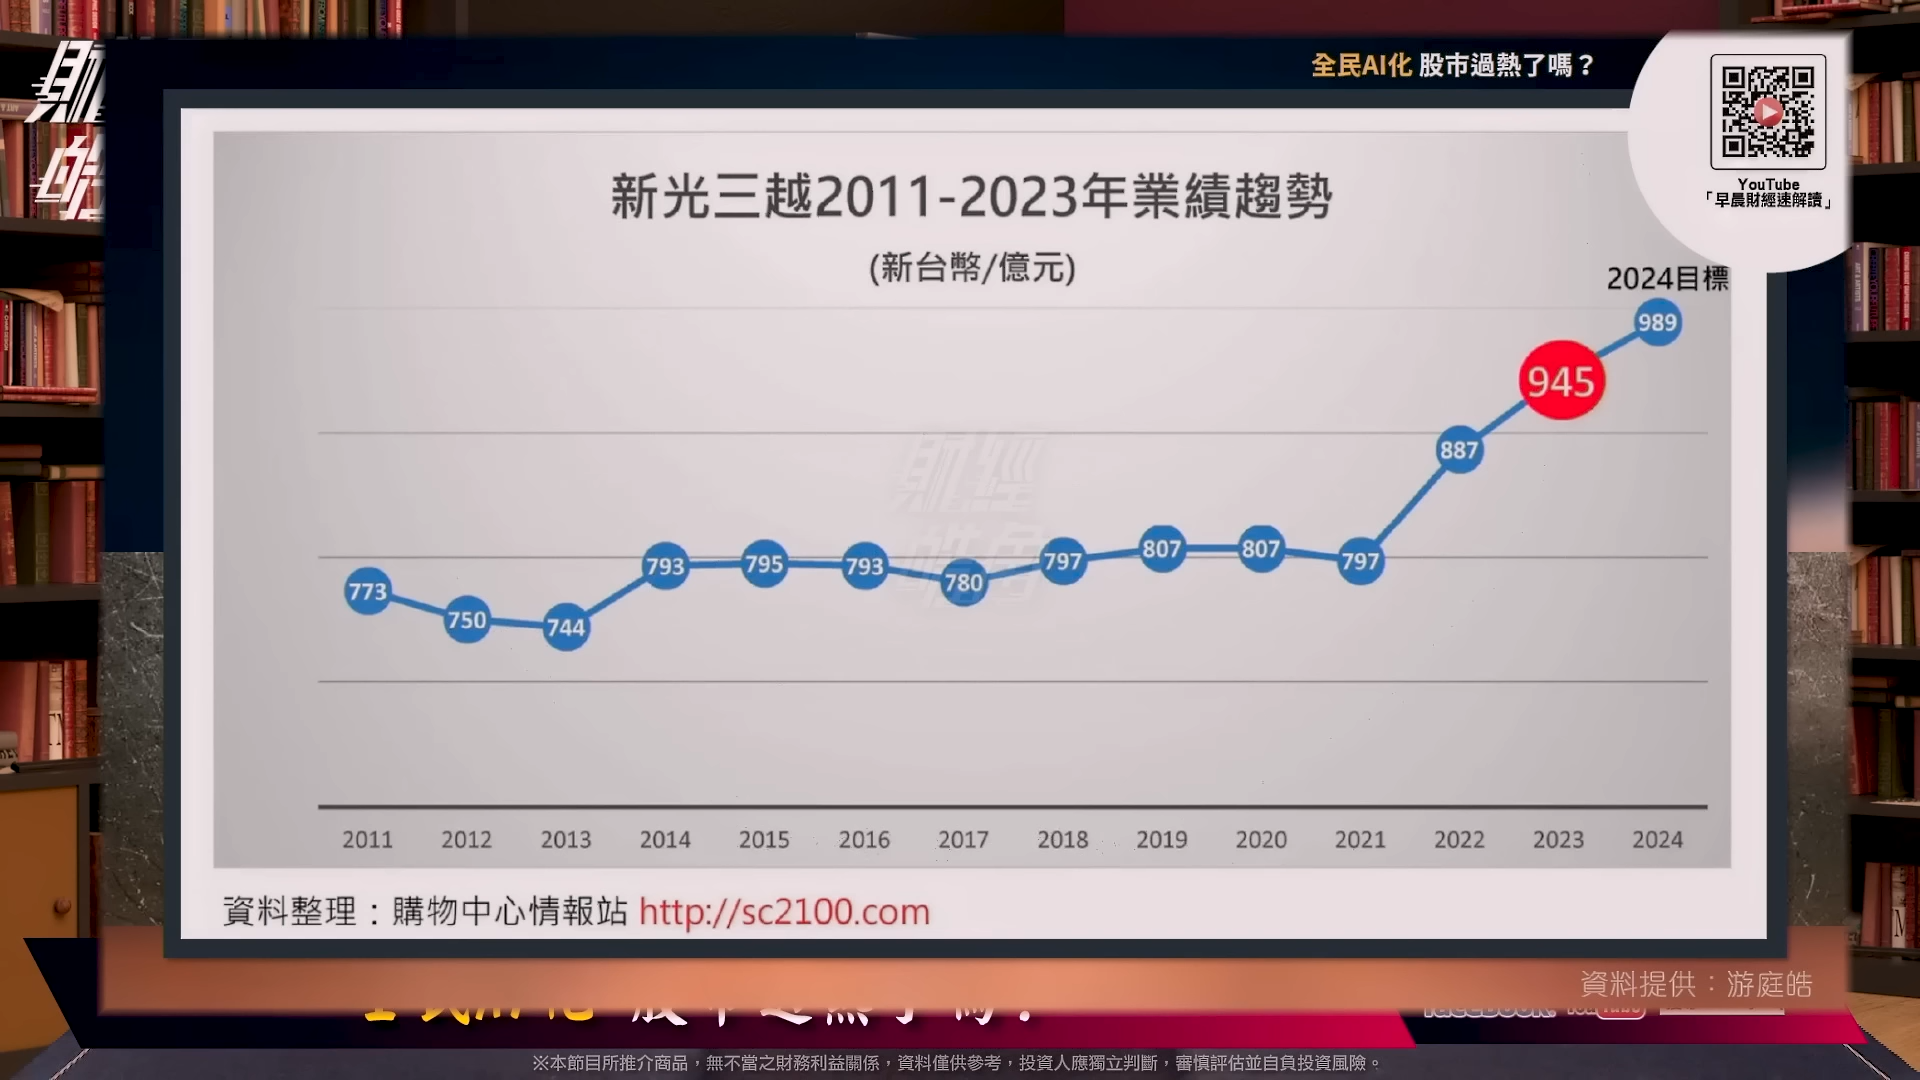 全民AI化 股市過熱了嗎？
YouTube
「早晨財經速解讀」
新光三越2011-2023年業績趨勢
(新台幣/億元)
2024目標
989
945
887
773
750
744
793
795
793
780
797
807
807
797
2011 2012 2013 2014 2015 2016 2017 2018 2019 2020 2021 2022 2023 2024
資料整理：購物中心情報站 http://sc2100.com
資料提供：游庭皓
※本節目所推介商品，無不當之財務利益關係，資料僅供參考，投資人應獨立判斷，審慎評估並自負投資風險。